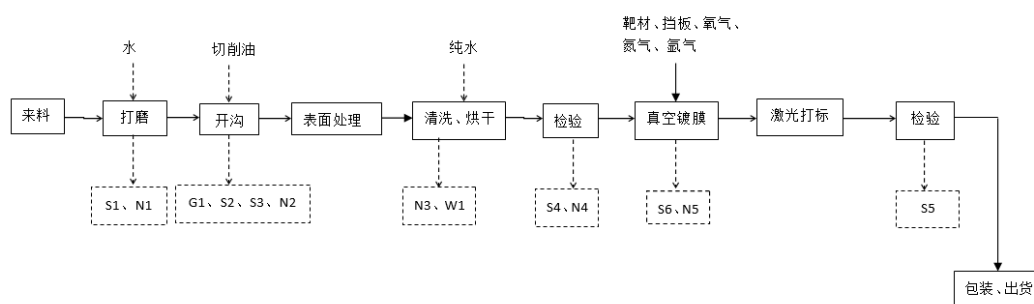 靶材、挡板、氧气、
氮气、氩气
水
切削油
纯水
来料
打磨
开沟
表面处理
清洗、烘干
检验
真空镀膜
激光打标
检验
S1、N1
G1、S2、S3、N2
N3、W1
S4、N4
S6、N5
S5
包装、出货